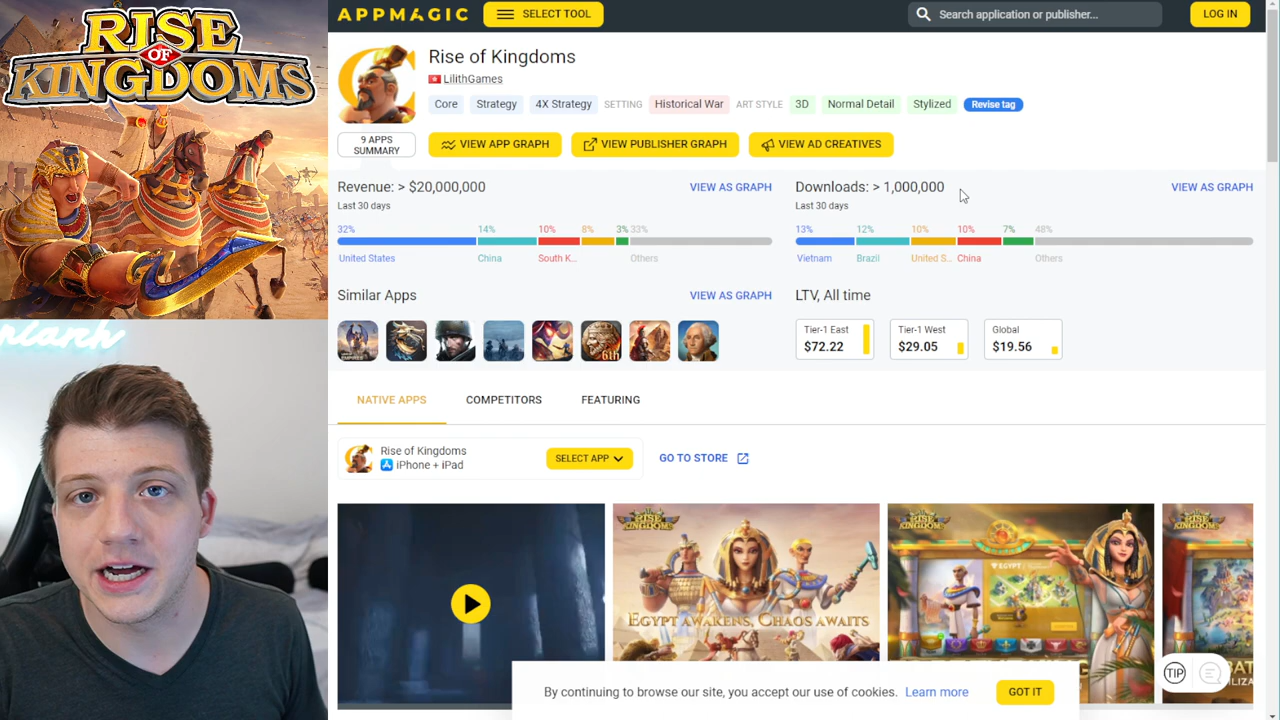 RISE
OF
KINGDOMS
APPMAGIC
SELECT TOOL
Search application or publisher...
LOG IN
Rise of Kingdoms
LilithGames
Core
Strategy
4X Strategy
SETTING
Historical War
ART STYLE
3D
Normal Detail
Stylized
Revise tag
9 APPS
SUMMARY
VIEW APP GRAPH
VIEW PUBLISHER GRAPH
VIEW AD CREATIVES
Revenue: > $20,000,000
VIEW AS GRAPH
Last 30 days
32%
14%
10%
8%
3%
33%
United States
China
South K...
Others
Downloads: > 1,000,000
VIEW AS GRAPH
Last 30 days
13%
12%
10%
10%
7%
48%
Vietnam
Brazil
United S...
China
Others
Similar Apps
VIEW AS GRAPH
6th
LTV, All time
Tier-1 East
$72.22
Tier-1 West
$29.05
Global
$19.56
NATIVE APPS
COMPETITORS
FEATURING
Rise of Kingdoms
iPhone + iPad
SELECT APP
GO TO STORE
RISE OF
KINGDOMS
EGYPT AWAKENS, CHAOS AWAITS
RISE OF
KINGDOMS
EGYPT
RISE OF
KINGDOMS
By continuing to browse our site, you accept our use of cookies. Learn more
GOT IT
TIP